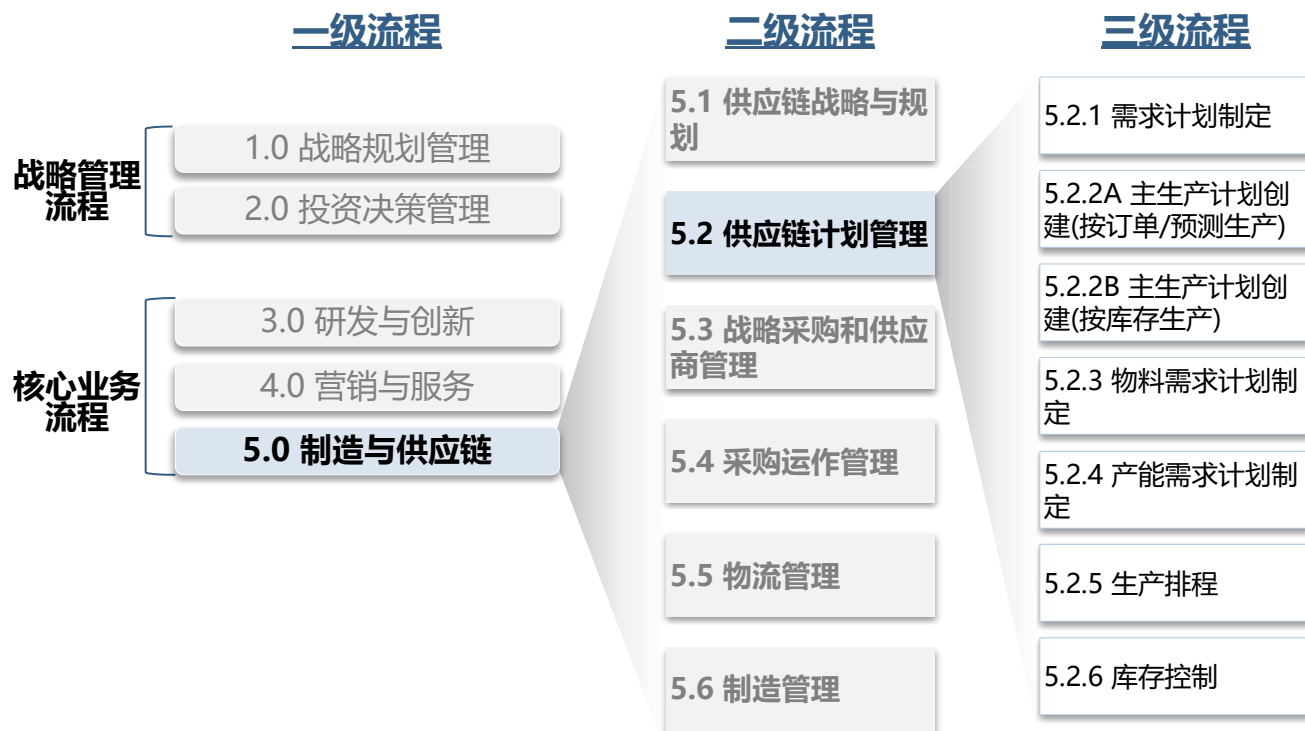 一级流程
二级流程
三级流程
战略管理
流程
1.0 战略规划管理
2.0 投资决策管理
核心业务
流程
3.0 研发与创新
4.0 营销与服务
5.0 制造与供应链
5.1 供应链战略与规
划
5.2 供应链计划管理
5.3 战略采购和供应
商管理
5.4 采购运作管理
5.5 物流管理
5.6 制造管理
5.2.1 需求计划制定
5.2.2A 主生产计划创
建(按订单/预测生产)
5.2.2B 主生产计划创
建(按库存生产)
5.2.3 物料需求计划制
定
5.2.4 产能需求计划制
定
5.2.5 生产排程
5.2.6 库存控制